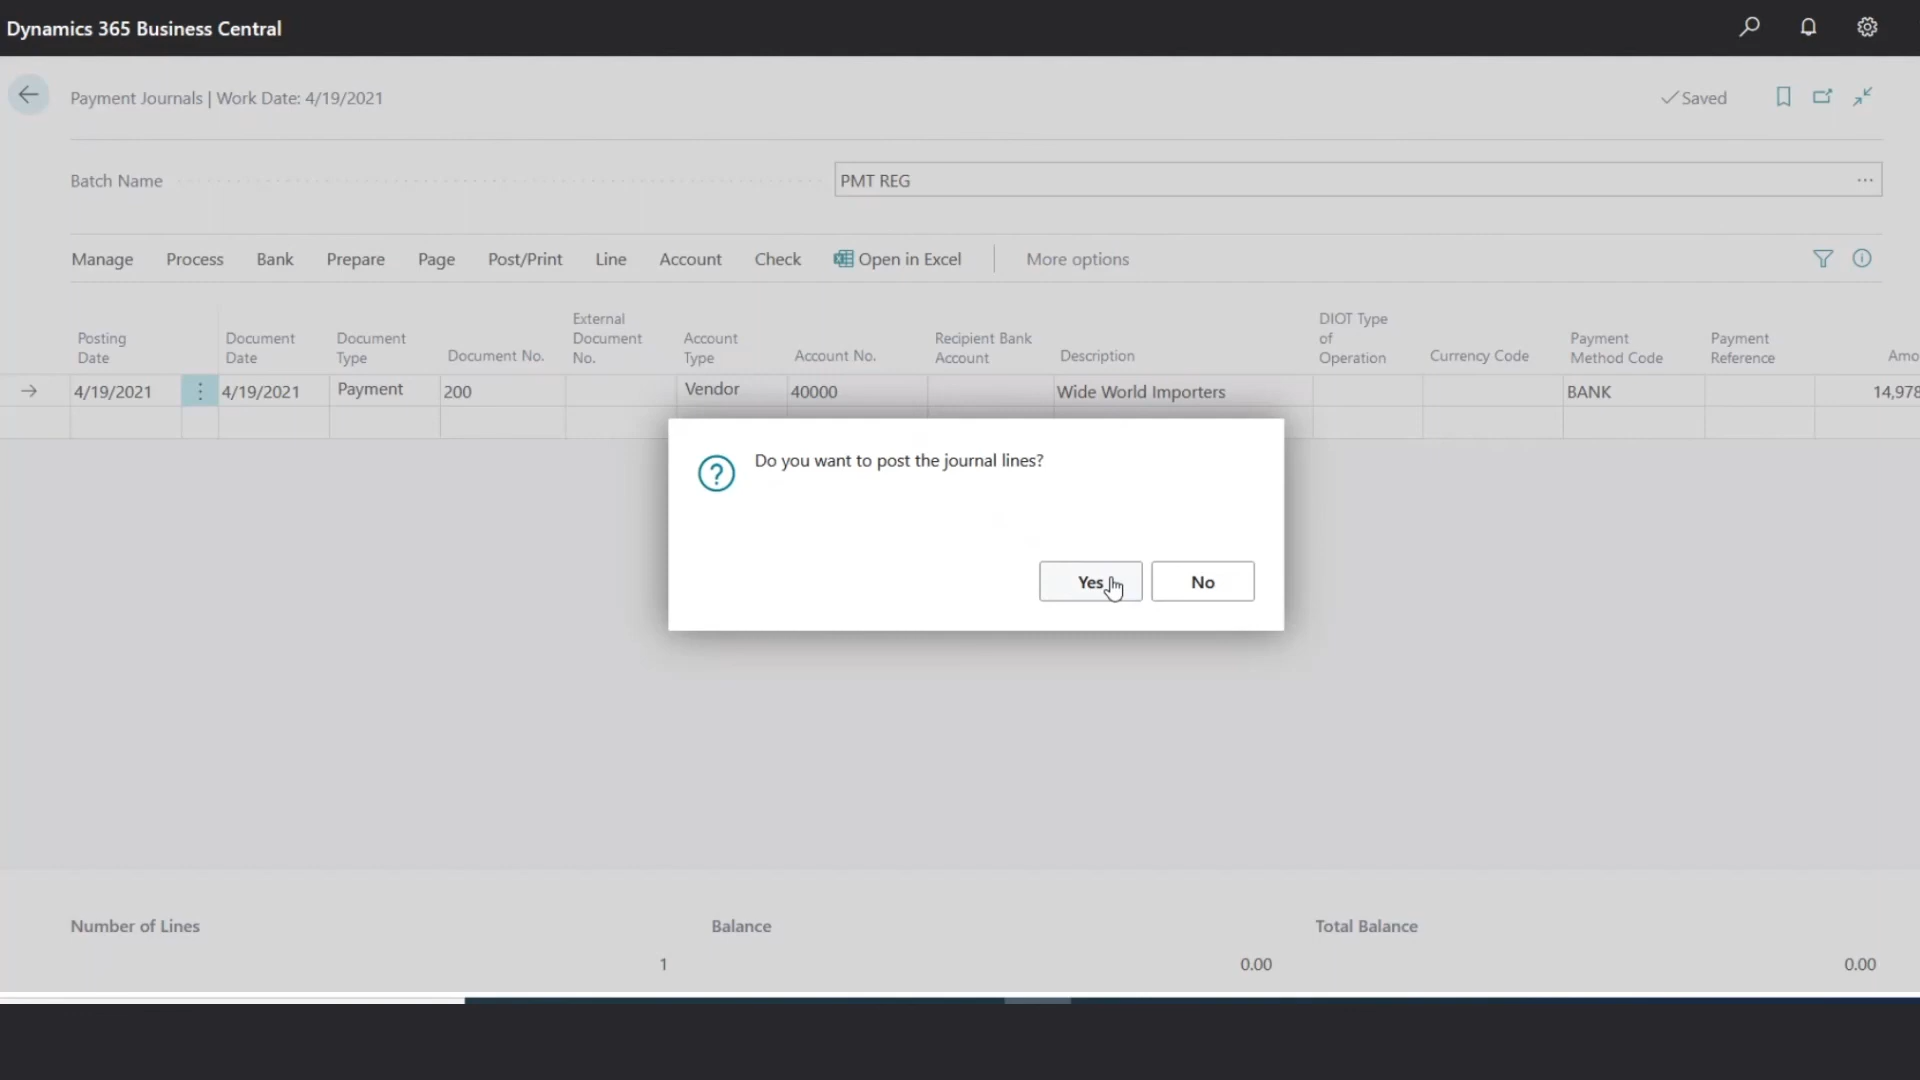 Dynamics 365 Business Central
Payment Journals | Work Date: 4/19/2021
Saved
Batch Name
PMT REG
Manage Process Bank Prepare Page Post/Print Line Account Check Open in Excel More options
Posting Date
Document Date
Document Type
Document No.
External Document No.
Account Type
Account No.
Recipient Bank Account
Description
DIOT Type of Operation
Currency Code
Payment Method Code
Payment Reference
Amo
4/19/2021 4/19/2021 Payment 200 Vendor 40000 Wide World Importers BANK 14,978
Do you want to post the journal lines?
Yes No
Number of Lines Balance Total Balance
1 0.00 0.00